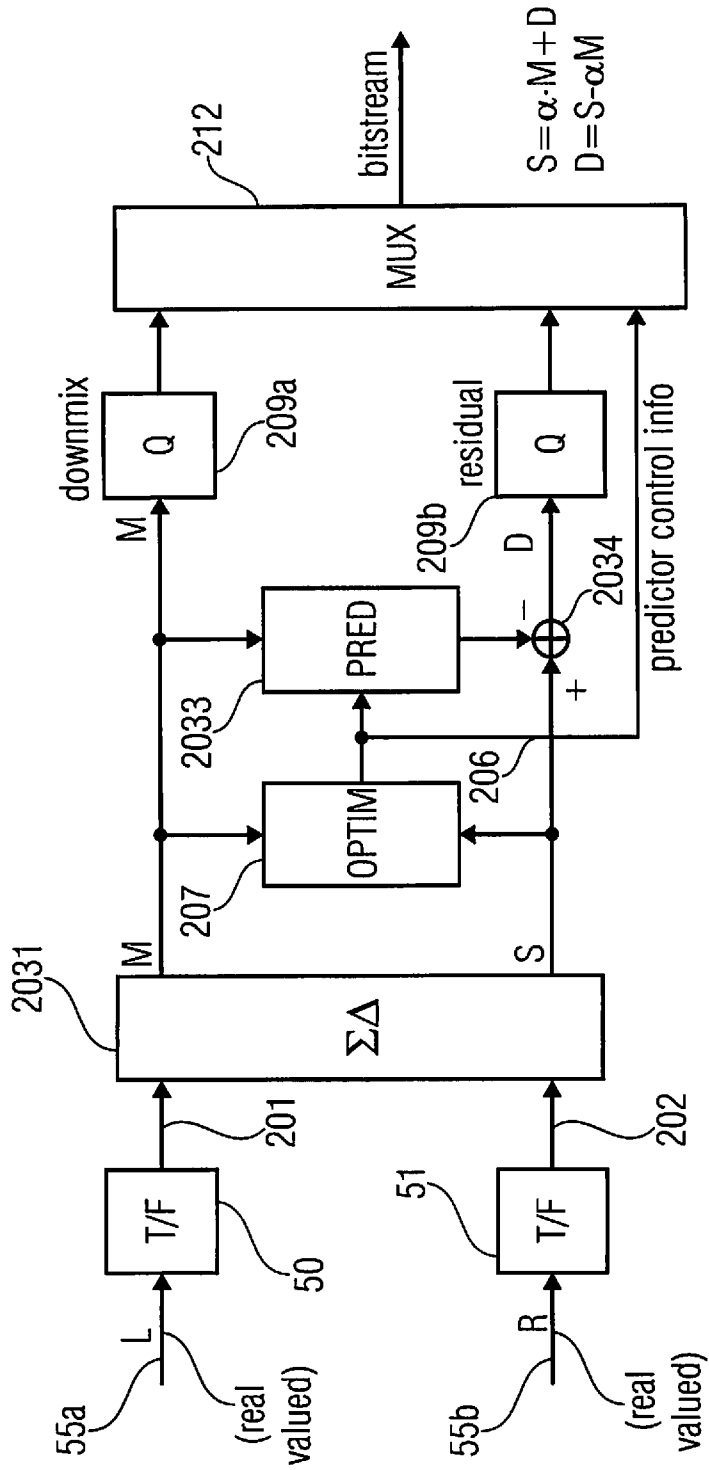 55a
L
(real
valued)
T/F
50
201
2031
M
ΣΔ
55b
R
(real
valued)
T/F
51
202
S
207
OPTIM
2033
PRED
206
M
downmix
Q
209a
−
+
2034
D
209b
residual
Q
predictor control info
MUX
212
bitstream
S=α·M+D
D=S-αM